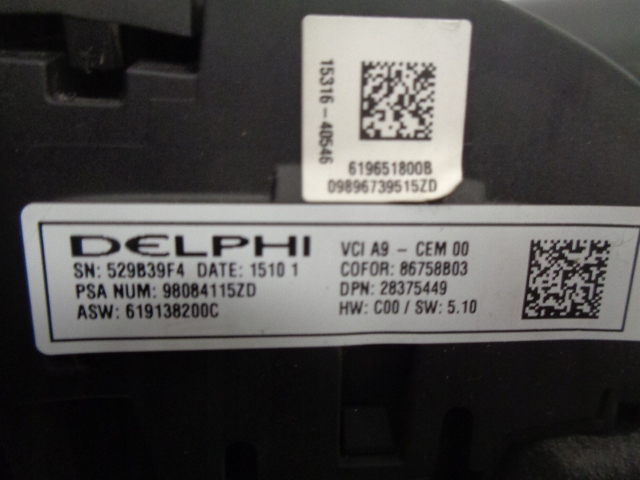 15316-40546
619651800B
09896739515ZD
DELPHI
SN: 529B39F4 DATE: 1510 1
PSA NUM: 98084115ZD
ASW: 619138200C
VCI A9 - CEM 00
COFOR: 86758B03
DPN: 28375449
HW: C00 / SW: 5.10